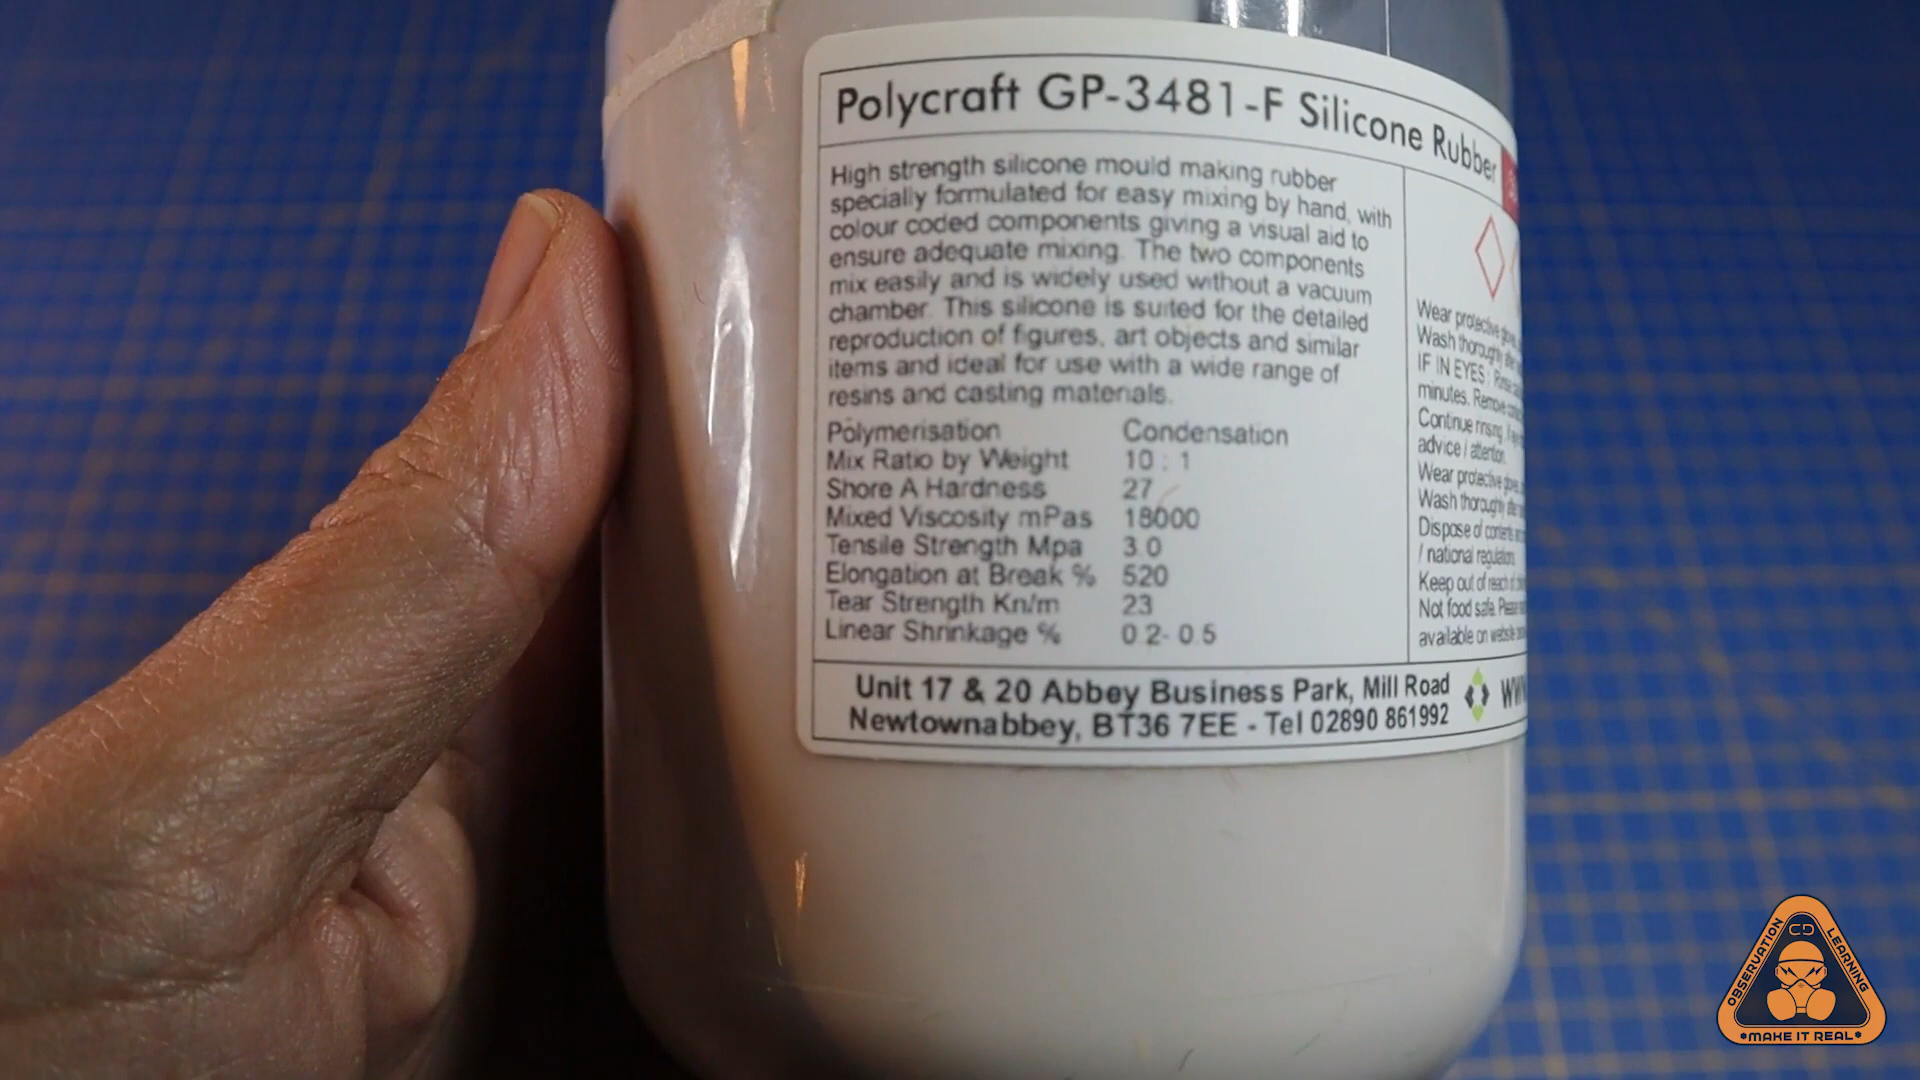 Polycraft GP-3481-F Silicone Rubber
High strength silicone mould making rubber
specially formulated for easy mixing by hand, with
colour coded components giving a visual aid to
ensure adequate mixing. The two components
mix easily and is widely used without a vacuum
chamber. This silicone is suited for the detailed
reproduction of figures, art objects and similar
items and ideal for use with a wide range of
resins and casting materials.
Polymerisation Condensation
Mix Ratio by Weight 10 : 1
Shore A Hardness 27
Mixed Viscosity mPas 18000
Tensile Strength Mpa 3.0
Elongation at Break % 520
Tear Strength Kn/m 23
Linear Shrinkage % 0.2- 0.5
Wear protective
Wash thoroughly
IF IN EYES :
minutes.
Continue rinsing.
advice / attention.
Wear protective
Wash thoroughly
Dispose of
/ national regulations
Keep out of reach of
Not food safe.
available on website
Unit 17 & 20 Abbey Business Park, Mill Road
Newtownabbey, BT36 7EE - Tel 02890 861992
CD
OBSERVATION
LEARNING
*MAKE IT REAL*